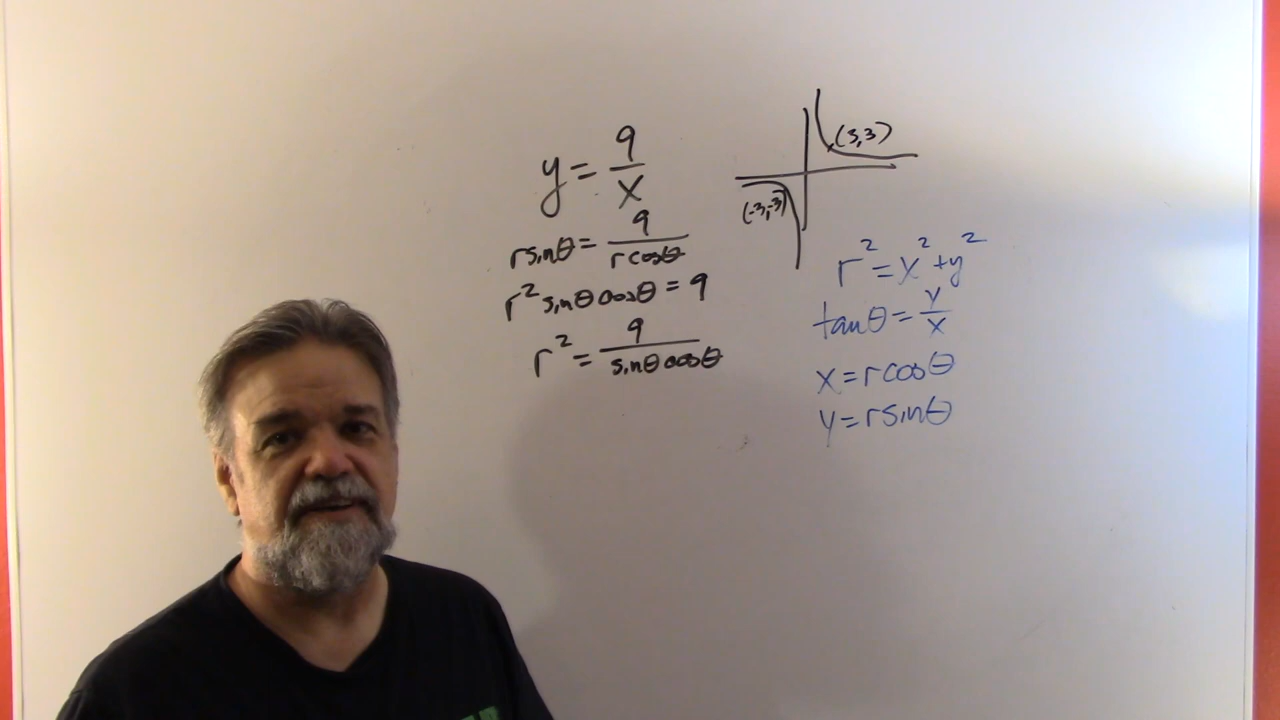 y = 9/x
r sinθ = 9/(r cosθ)
r² sinθ cosθ = 9
r² = 9/(sinθ cosθ)
(3,3)
(-3,-3)
r² = x² + y²
tanθ = y/x
x = r cosθ
y = r sinθ